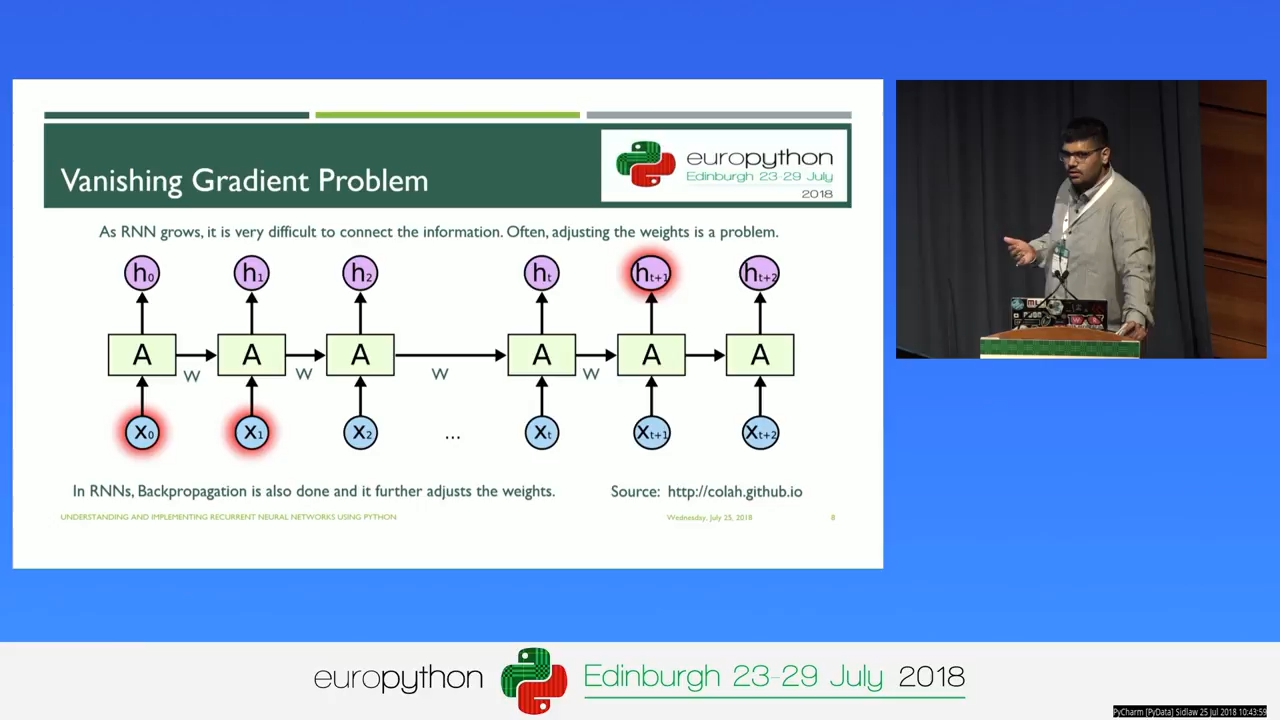 Vanishing Gradient Problem
europython
Edinburgh 23-29 July
2018
As RNN grows, it is very difficult to connect the information. Often, adjusting the weights is a problem.
h0 h1 h2 ht ht+1 ht+2
A A A A A A
W W W W
x0 x1 x2 ... xt xt+1 xt+2
In RNNs, Backpropagation is also done and it further adjusts the weights.
Source: http://colah.github.io
UNDERSTANDING AND IMPLEMENTING RECURRENT NEURAL NETWORKS USING PYTHON
Wednesday, July 25, 2018
8
europython Edinburgh 23-29 July 2018
PyCharm [PyData] Sidlaw 25 Jul 2018 10:43:59